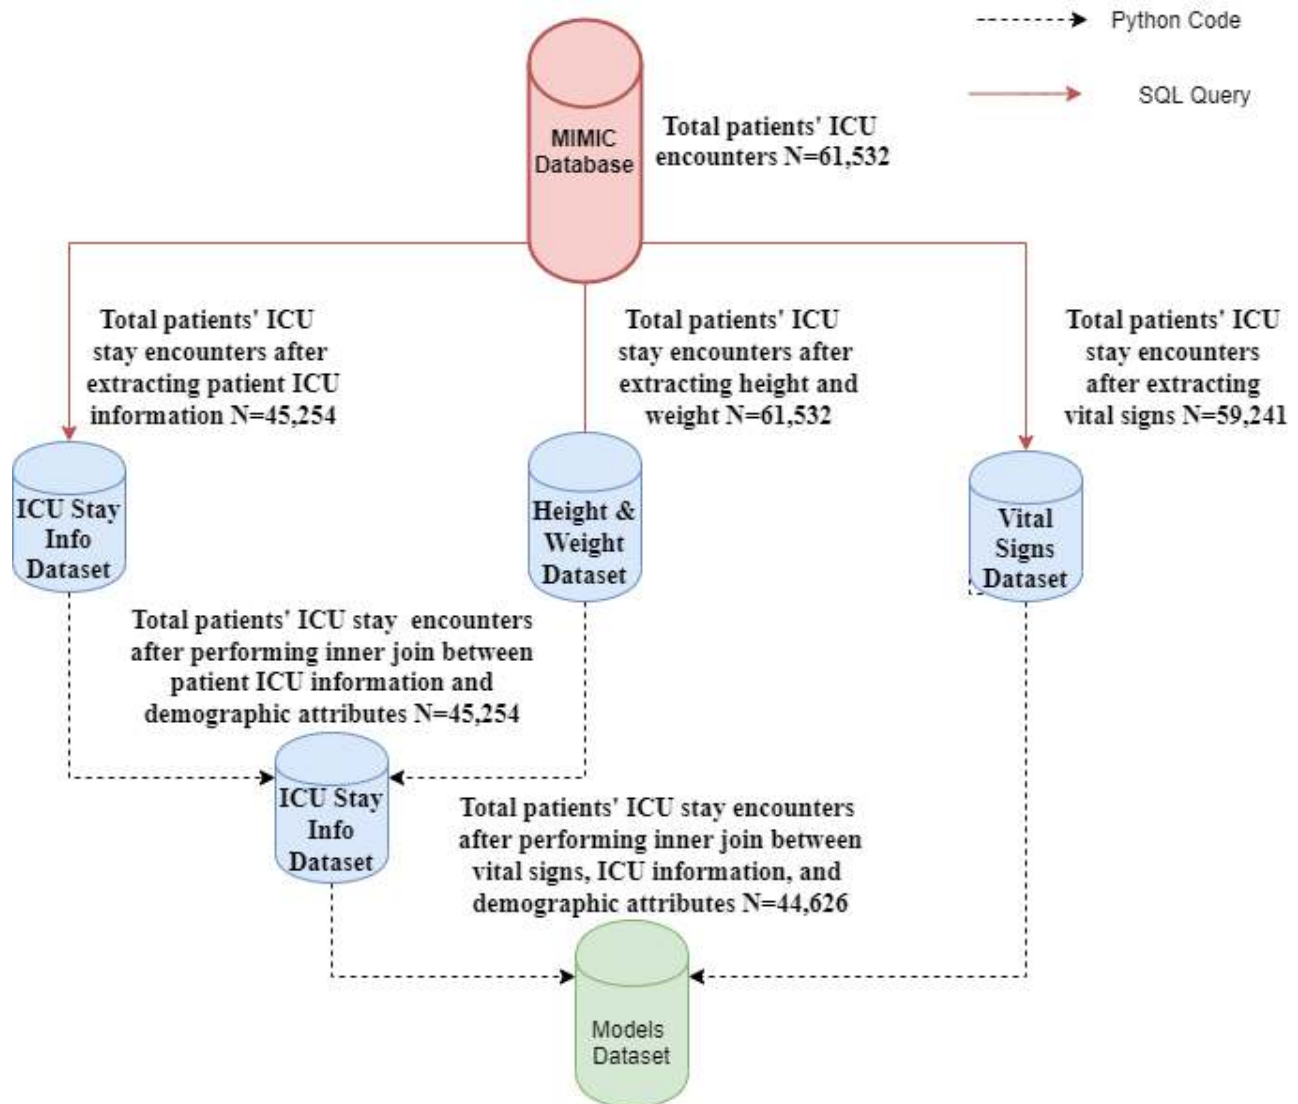 Python Code
SQL Query
MIMIC
Database
Total patients' ICU
encounters N=61,532
Total patients' ICU
stay encounters after
extracting patient ICU
information N=45,254
Total patients' ICU
stay encounters after
extracting height and
weight N=61,532
Total patients' ICU
stay encounters
after extracting
vital signs N=59,241
ICU Stay
Info
Dataset
Height &
Weight
Dataset
Vital
Signs
Dataset
Total patients' ICU stay encounters
after performing inner join between
patient ICU information and
demographic attributes N=45,254
ICU Stay
Info
Dataset
Total patients' ICU stay encounters
after performing inner join between
vital signs, ICU information, and
demographic attributes N=44,626
Models
Dataset